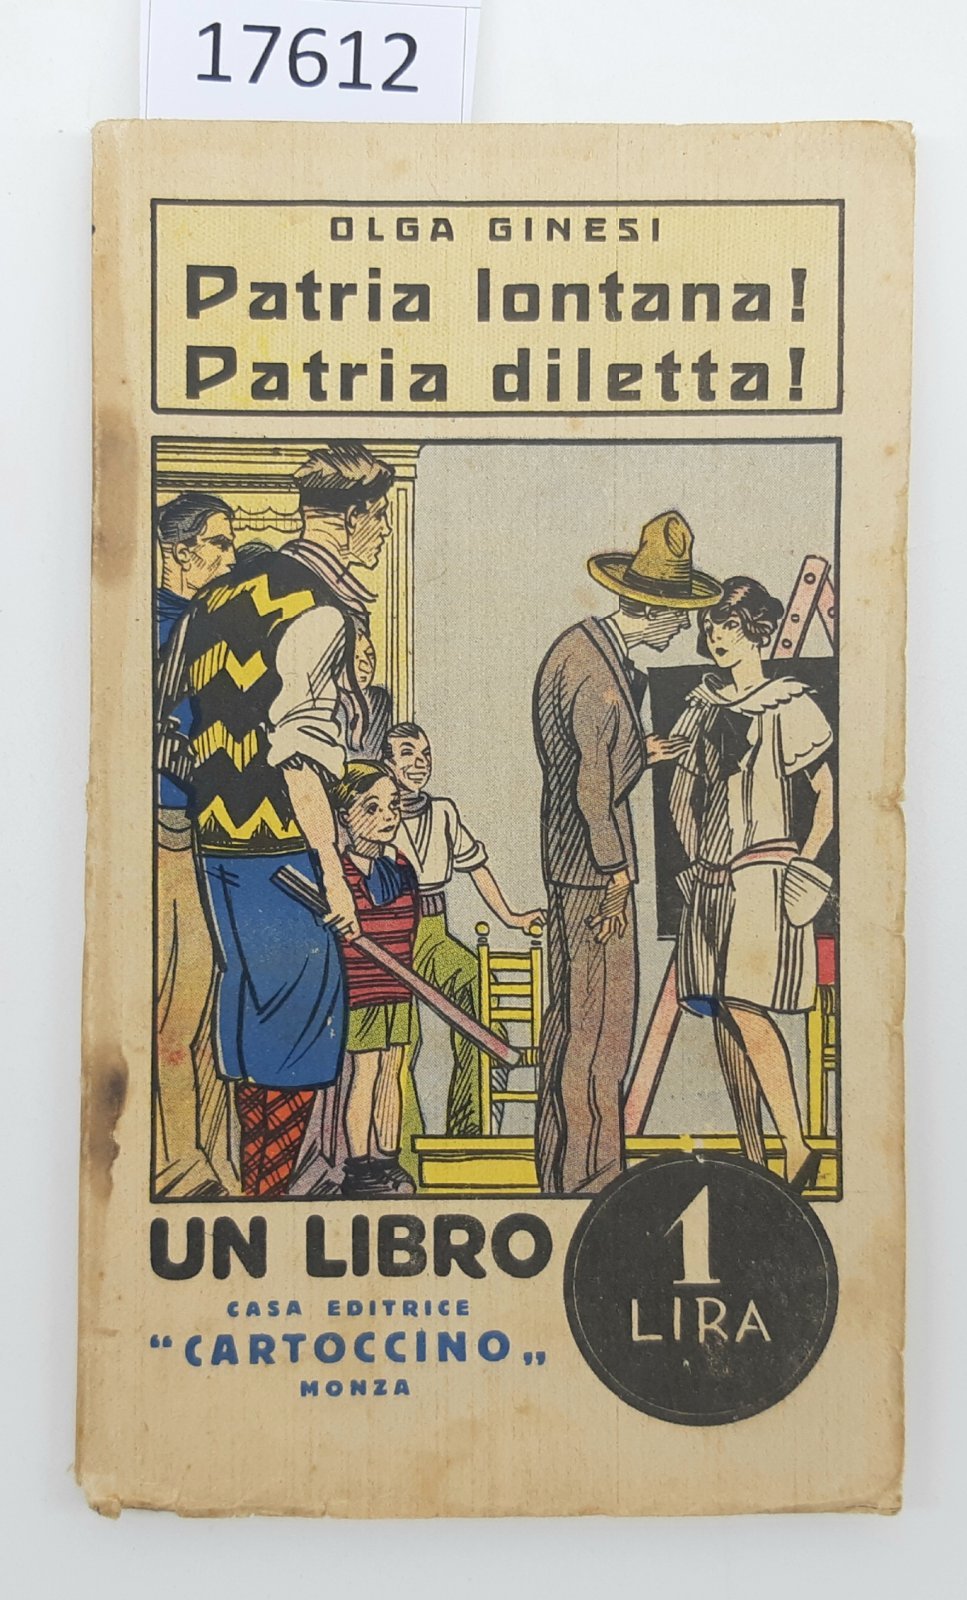 17612
OLGA GINESI
Patria lontana!
Patria diletta!
UN LIBRO
1
LIRA
CASA EDITRICE
“CARTOCCINO„
MONZA